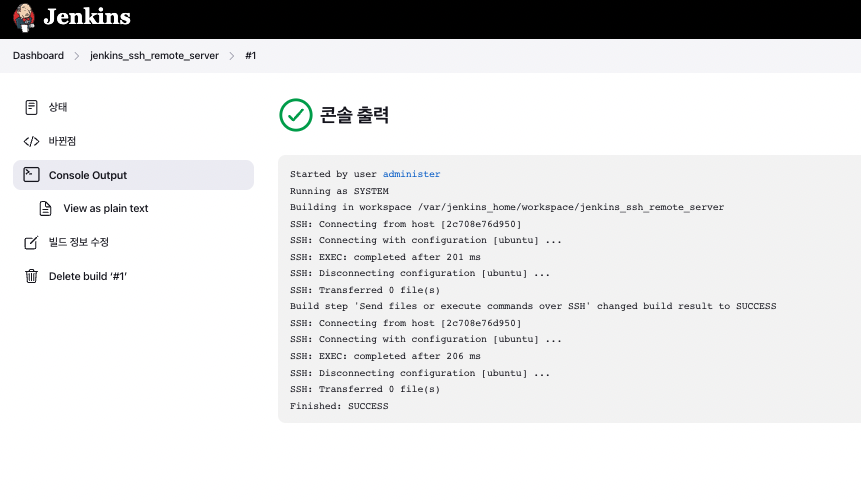 Jenkins
Dashboard > jenkins_ssh_remote_server > #1
상태
바뀐점
Console Output
View as plain text
빌드 정보 수정
Delete build ‘#1’
콘솔 출력
Started by user administer
Running as SYSTEM
Building in workspace /var/jenkins_home/workspace/jenkins_ssh_remote_server
SSH: Connecting from host [2c708e76d950]
SSH: Connecting with configuration [ubuntu] ...
SSH: EXEC: completed after 201 ms
SSH: Disconnecting configuration [ubuntu] ...
SSH: Transferred 0 file(s)
Build step 'Send files or execute commands over SSH' changed build result to SUCCESS
SSH: Connecting from host [2c708e76d950]
SSH: Connecting with configuration [ubuntu] ...
SSH: EXEC: completed after 206 ms
SSH: Disconnecting configuration [ubuntu] ...
SSH: Transferred 0 file(s)
Finished: SUCCESS